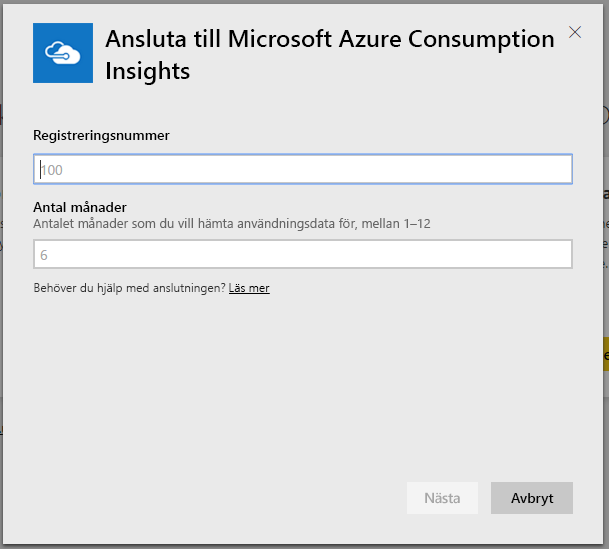 Ansluta till Microsoft Azure Consumption
Insights
Registreringsnummer
100
Antal månader
Antalet månader som du vill hämta användningsdata för, mellan 1–12
6
Behöver du hjälp med anslutningen? Läs mer
Nästa
Avbryt